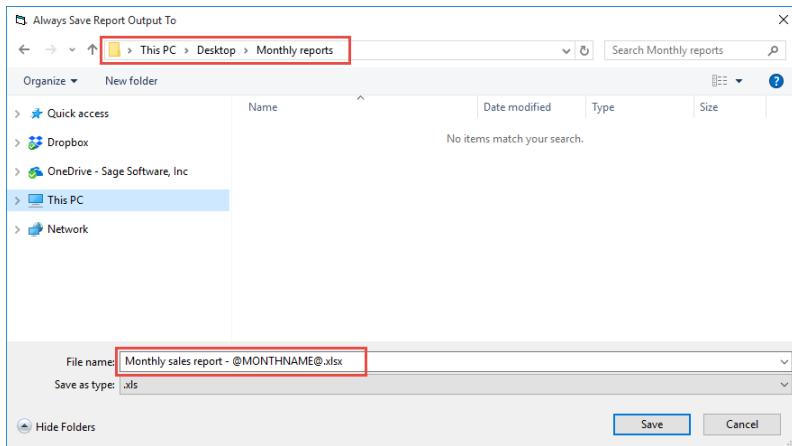 Always Save Report Output To
This PC > Desktop > Monthly reports
Search Monthly reports
Organize
New folder
Name
Date modified
Type
Size
Quick access
No items match your search.
Dropbox
OneDrive - Sage Software, Inc
This PC
Network
File name:
Monthly sales report - @MONTHNAME@.xlsx
Save as type:
.xls
Hide Folders
Save
Cancel